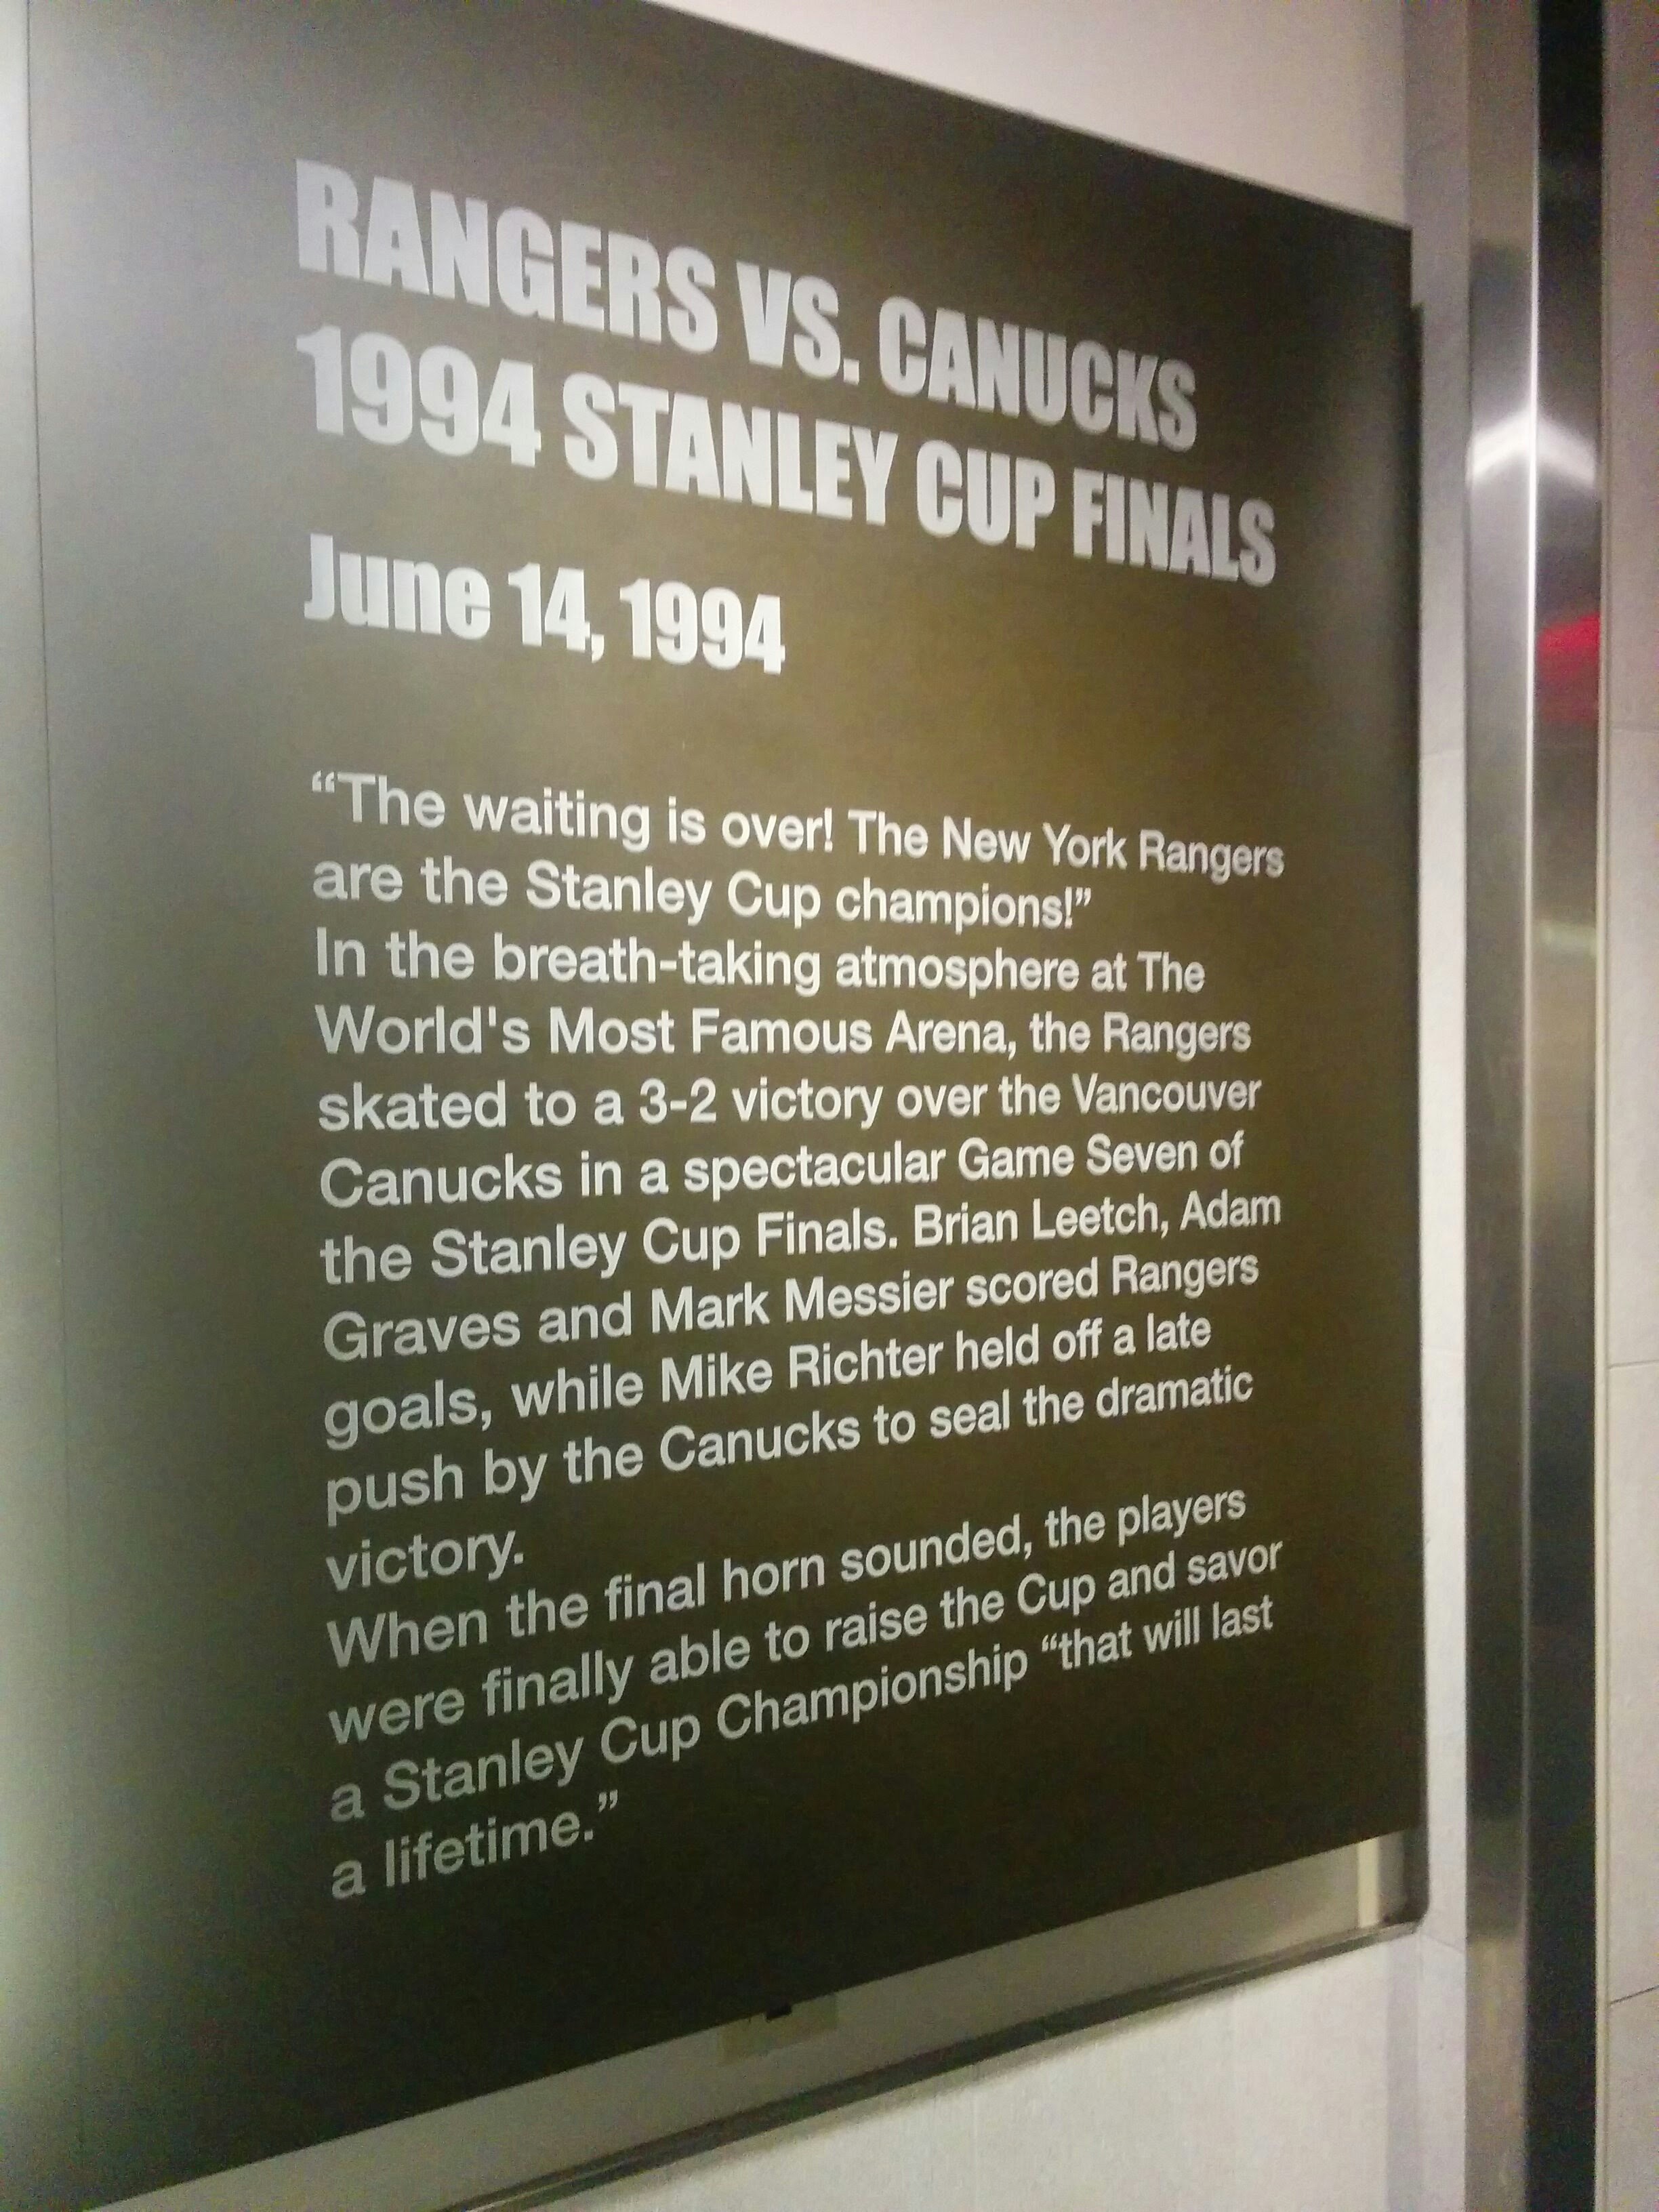 RANGERS VS. CANUCKS
1994 STANLEY CUP FINALS
June 14, 1994
“The waiting is over! The New York Rangers
are the Stanley Cup champions!”
In the breath-taking atmosphere at The
World's Most Famous Arena, the Rangers
skated to a 3-2 victory over the Vancouver
Canucks in a spectacular Game Seven of
the Stanley Cup Finals. Brian Leetch, Adam
Graves and Mark Messier scored Rangers
goals, while Mike Richter held off a late
push by the Canucks to seal the dramatic
victory.
When the final horn sounded, the players
were finally able to raise the Cup and savor
a Stanley Cup Championship “that will last
a lifetime.”